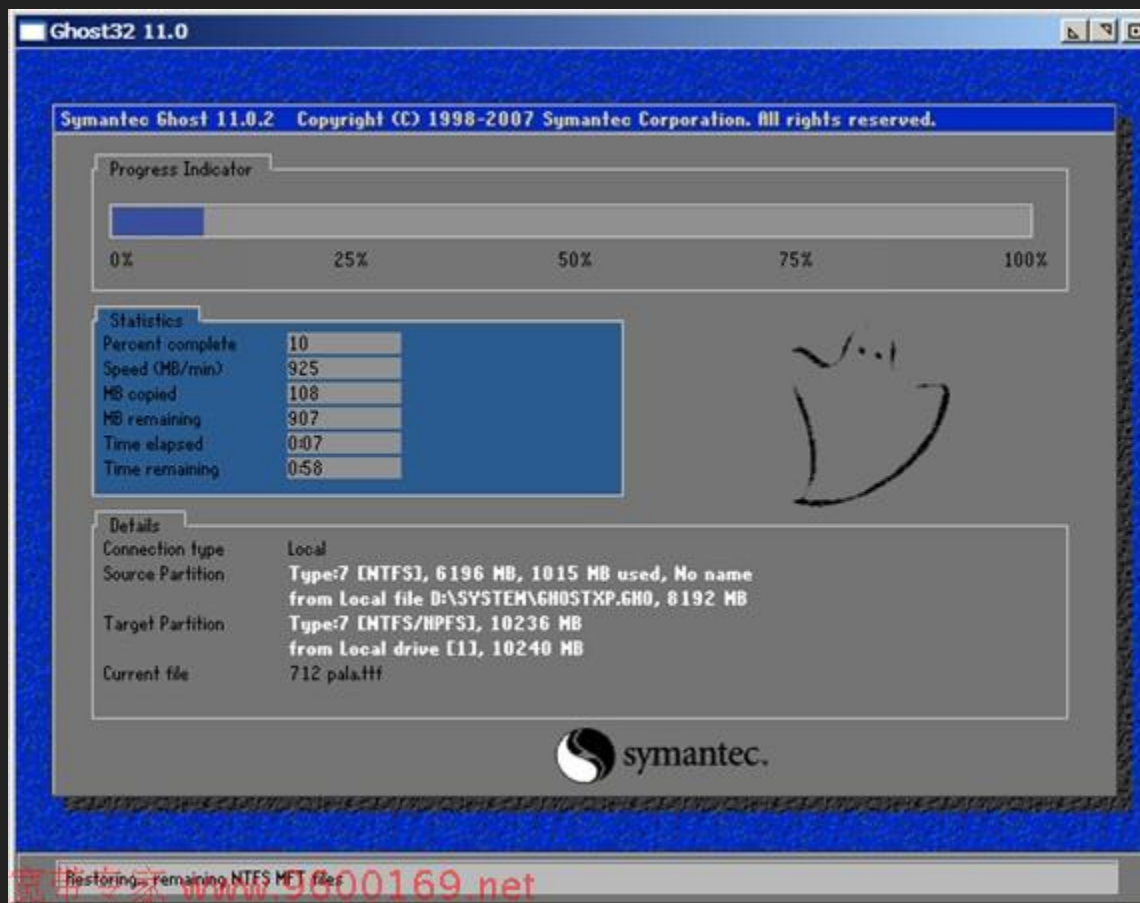 Ghost32 11.0
Symantec Ghost 11.0.2 Copyright (C) 1998-2007 Symantec Corporation. All rights reserved.
Progress Indicator
0% 25% 50% 75% 100%
Statistics
Percent complete 10
Speed (MB/min) 925
MB copied 108
MB remaining 907
Time elapsed 0:07
Time remaining 0:58
Details
Connection type Local
Source Partition Type:7 [NTFS], 6196 MB, 1015 MB used, No name
from Local file D:\SYSTEM\GHOSTXP.GHO, 8192 MB
Target Partition Type:7 [NTFS/HPFS], 10236 MB
from Local drive [1], 10240 MB
Current file 712 pala.ttf
symantec.
Restoring... remaining NTFS MFT files
宽带专家 www.9600169.net